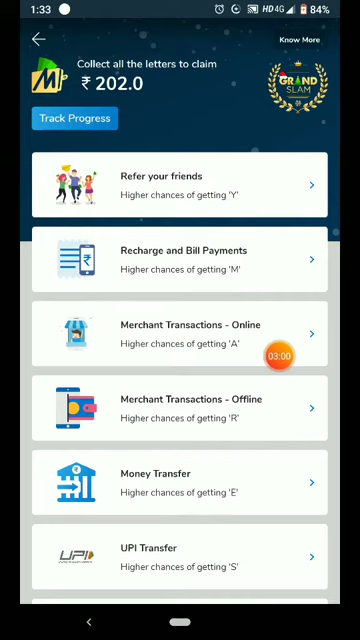 1:33
HD 4G 84%
Know More
Collect all the letters to claim
₹ 202.0
GRAND
SLAM
Track Progress
Refer your friends
Higher chances of getting 'Y'
Recharge and Bill Payments
Higher chances of getting 'M'
Merchant Transactions - Online
Higher chances of getting 'A'
03:00
Merchant Transactions - Offline
Higher chances of getting 'R'
Money Transfer
Higher chances of getting 'E'
UPI
UPI Transfer
Higher chances of getting 'S'